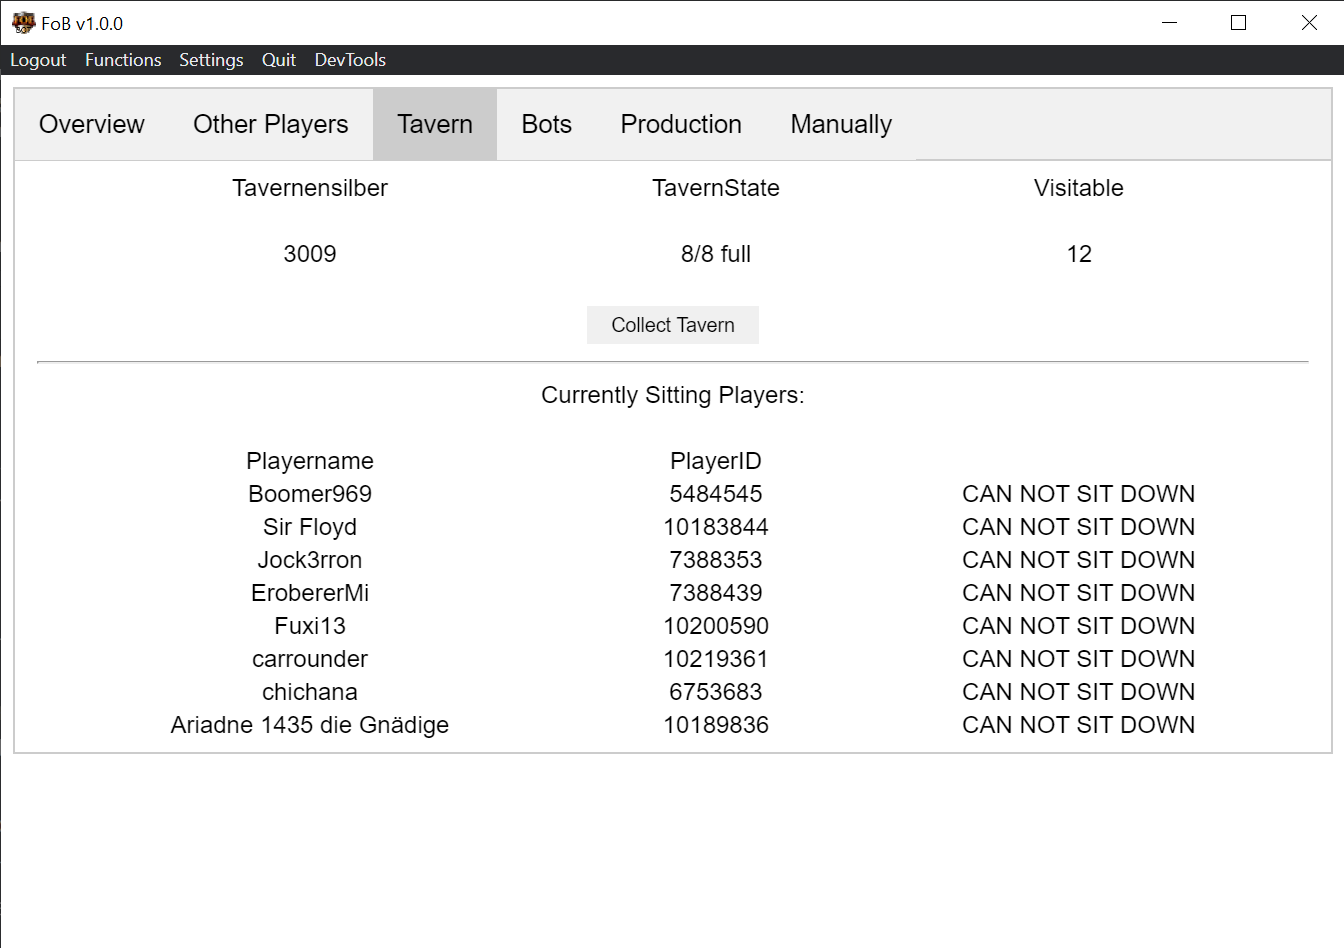 FoB v1.0.0
Logout Functions Settings Quit DevTools
Overview Other Players Tavern Bots Production Manually
Tavernensilber TavernState Visitable
3009 8/8 full 12
Collect Tavern
Currently Sitting Players:
Playername PlayerID
Boomer969 5484545 CAN NOT SIT DOWN
Sir Floyd 10183844 CAN NOT SIT DOWN
Jock3rron 7388353 CAN NOT SIT DOWN
ErobererMi 7388439 CAN NOT SIT DOWN
Fuxi13 10200590 CAN NOT SIT DOWN
carrounder 10219361 CAN NOT SIT DOWN
chichana 6753683 CAN NOT SIT DOWN
Ariadne 1435 die Gnädige 10189836 CAN NOT SIT DOWN